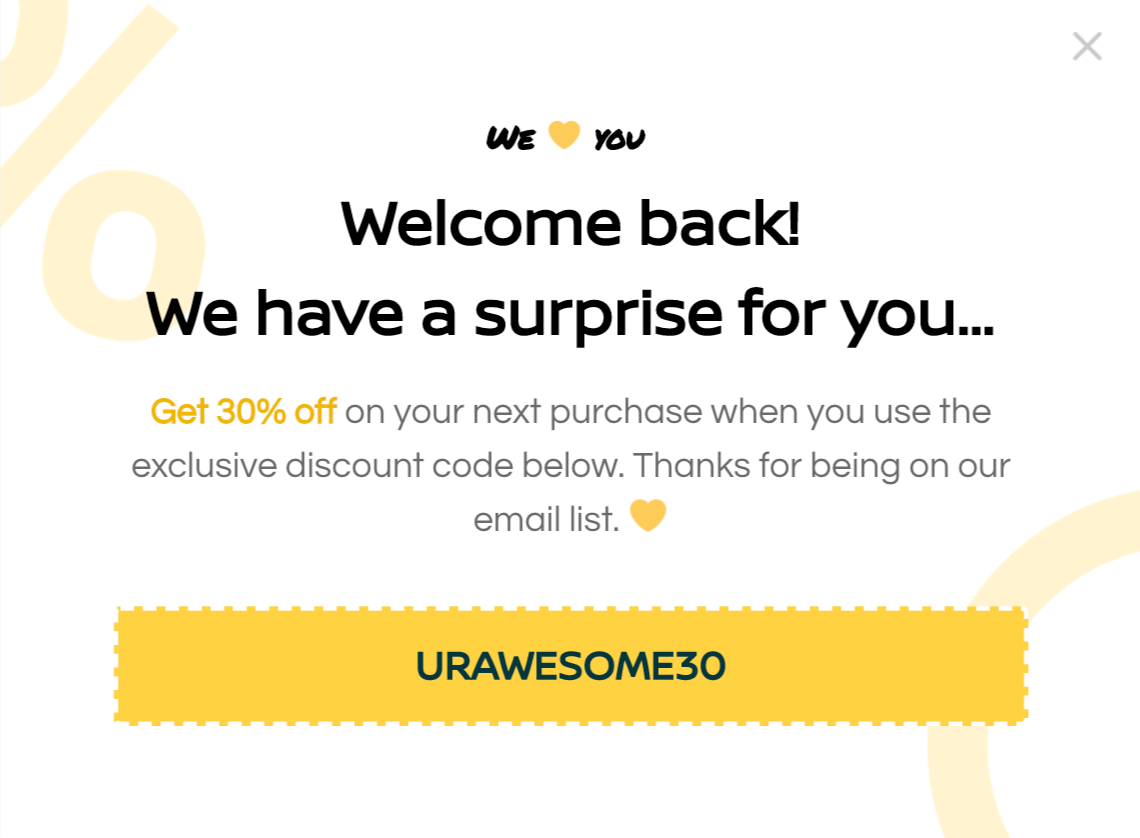 We 💛 you
Welcome back!
We have a surprise for you...
Get 30% off on your next purchase when you use the
exclusive discount code below. Thanks for being on our
email list. 💛
URAWESOME30